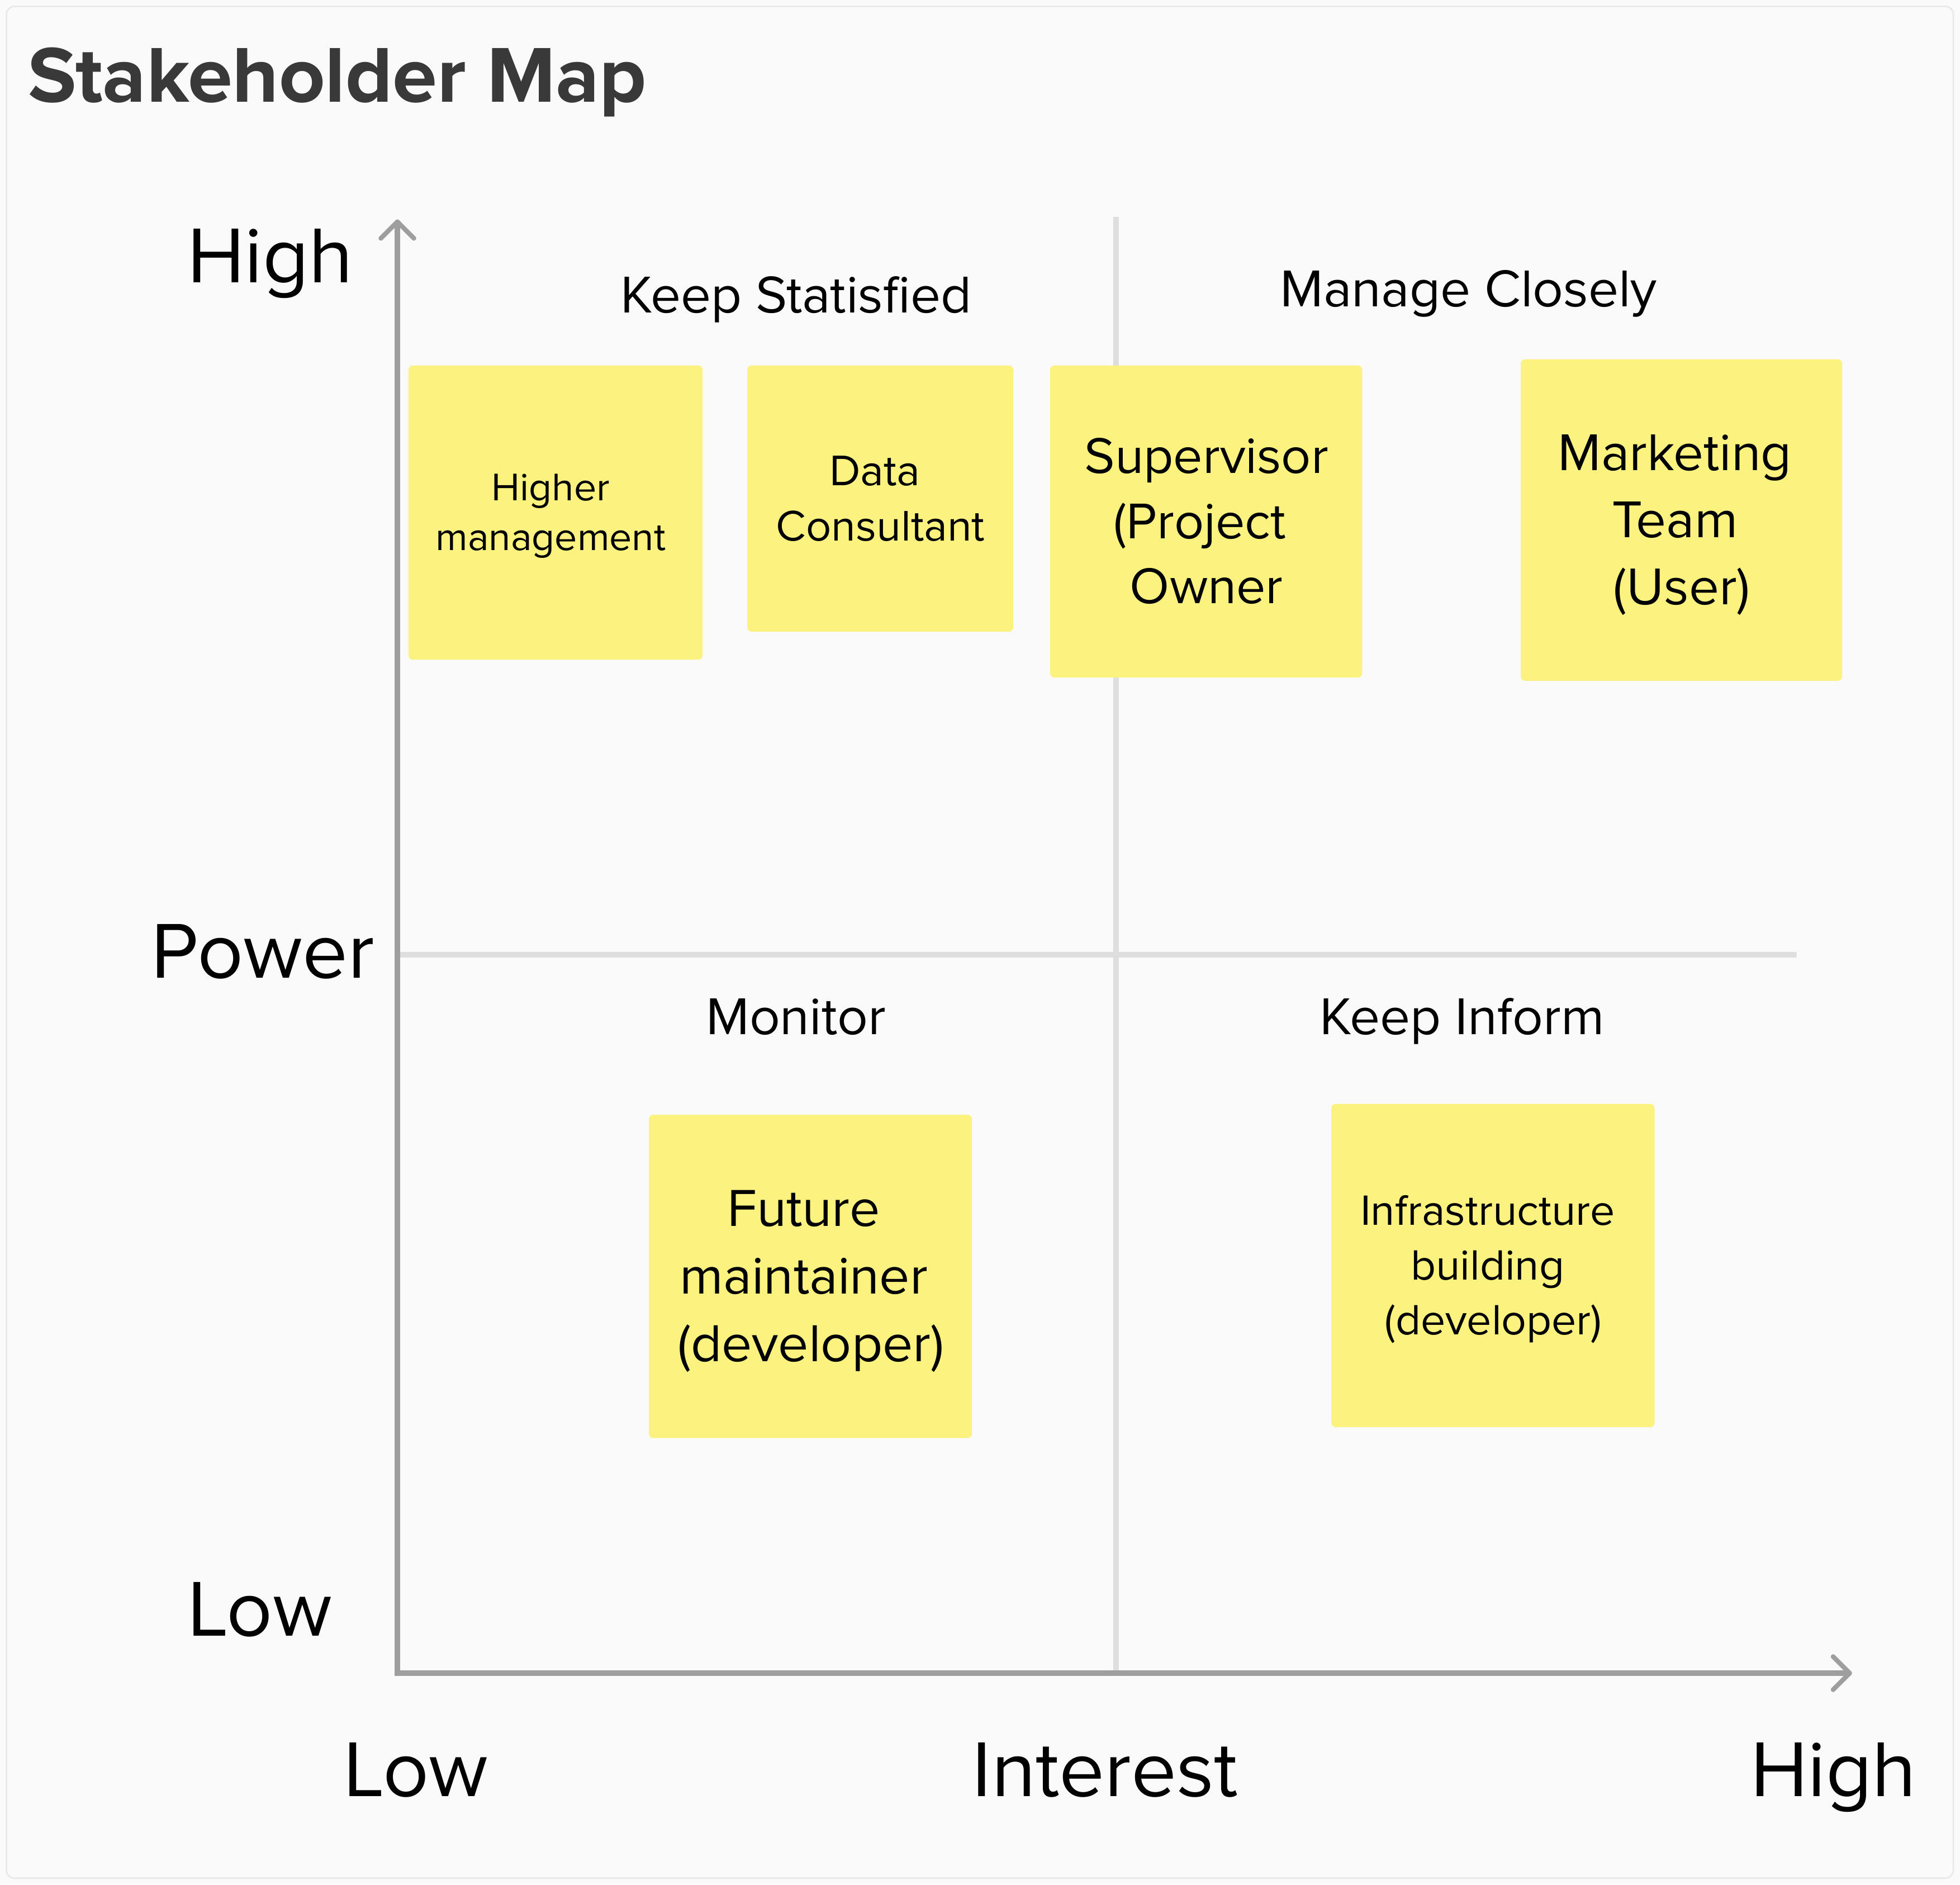 Stakeholder Map
High
Keep Statisfied
Manage Closely
Higher
management
Data
Consultant
Supervisor
(Project
Owner
Marketing
Team
(User)
Power
Monitor
Keep Inform
Future
maintainer
(developer)
Infrastructure
building
(developer)
Low
Low
Interest
High